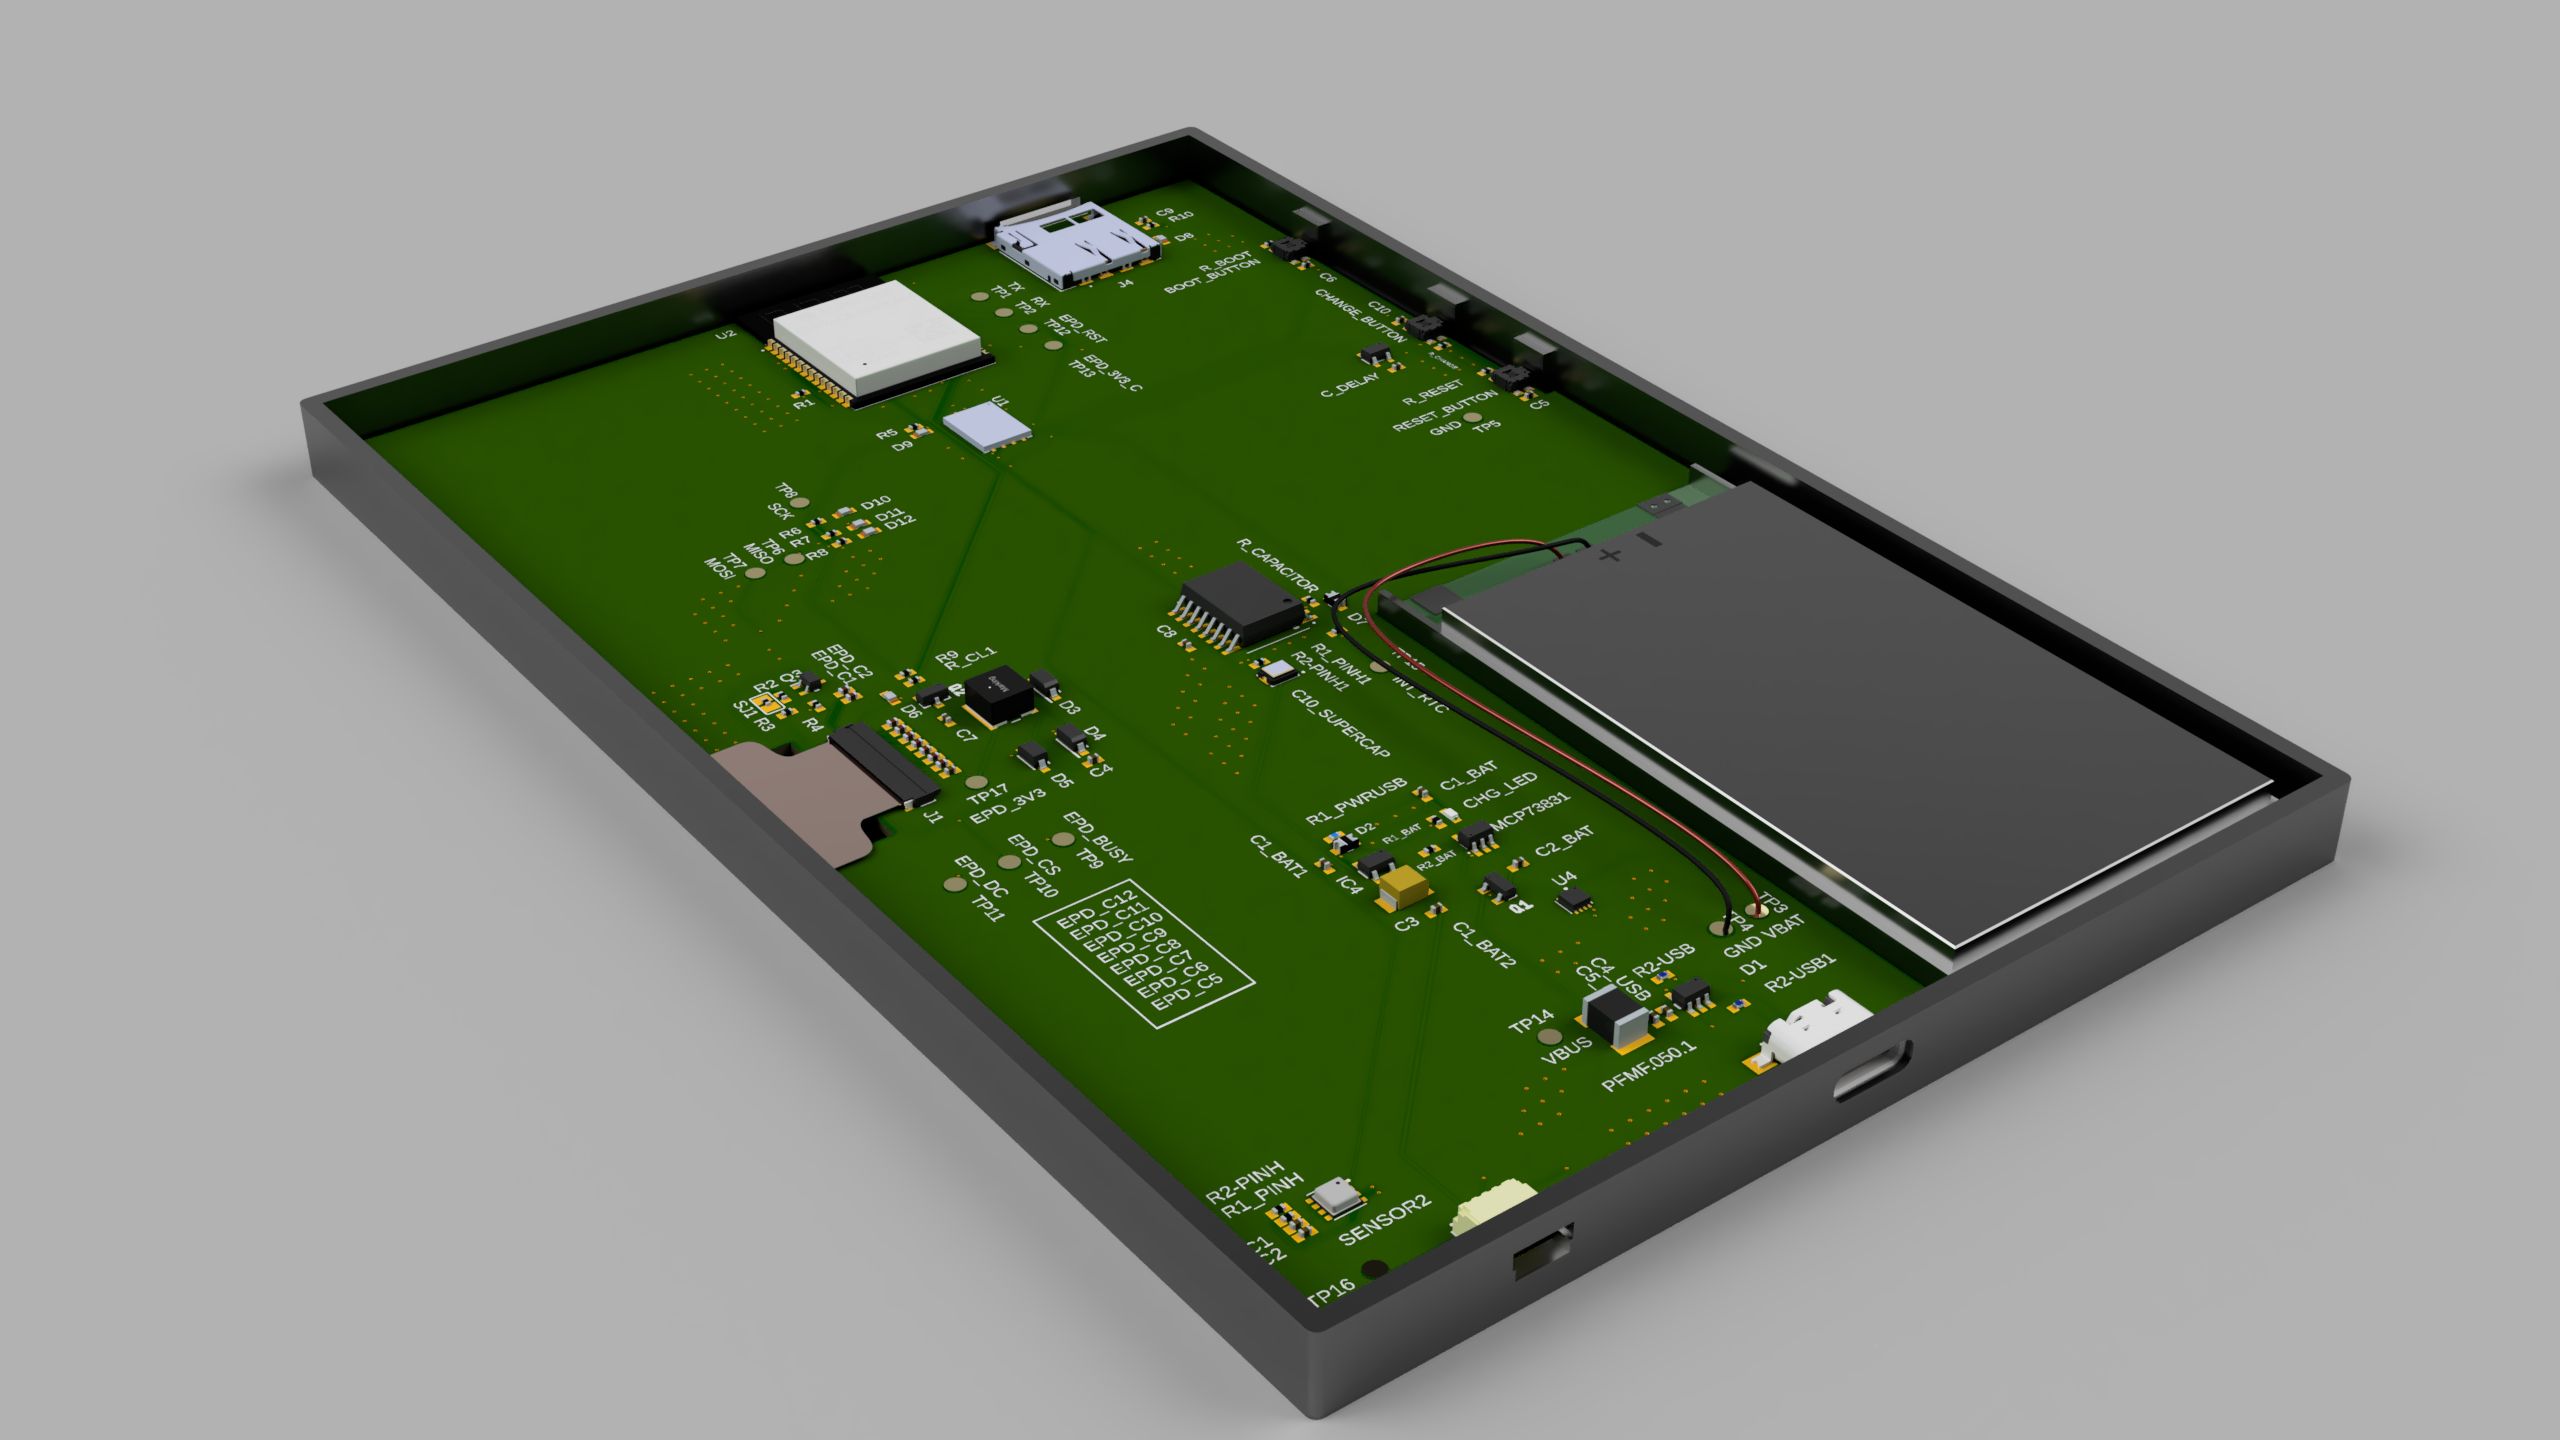 C9
R10
D8
J4
R_BOOT
BOOT_BUTTON
C6
CHANGE_BUTTON
C10
R_CHANGE
C_DELAY
R_RESET
RESET_BUTTON
C5
GND
TP5
U2
TX
TP1
RX
TP2
EPD_RST
TP12
EPD_3V3_C
TP13
R1
U1
R5
D9
TP8
SCK
D10
D11
D12
R6
R7
R8
TP6
MISO
TP7
MOSI
R_CAPACITOR
C8
D7
R1_PINH1
R2-PINH1
INT_RTC
C10_SUPERCAP
+ -
EPD_C2
EPD_C1
R9
R_CL1
R2
Q3
SJ1
R3
R4
D6
C7
D3
D4
C4
D5
J1
TP17
EPD_3V3
EPD_BUSY
TP9
EPD_CS
TP10
EPD_DC
TP11
EPD_C12
EPD_C11
EPD_C10
EPD_C9
EPD_C8
EPD_C7
EPD_C6
EPD_C5
C1_BAT
CHG_LED
R1_PWRUSB
D2
R1_BAT
MCP73831
C1_BAT1
IC4
R2_BAT
C2_BAT
C3
Q1
U4
C1_BAT2
TP3
TP4
GND VBAT
D1
R2-USB
R2-USB1
C4_USB
TP14
VBUS
PFMF.050.1
R2-PINH
R1_PINH
SENSOR2
TP16